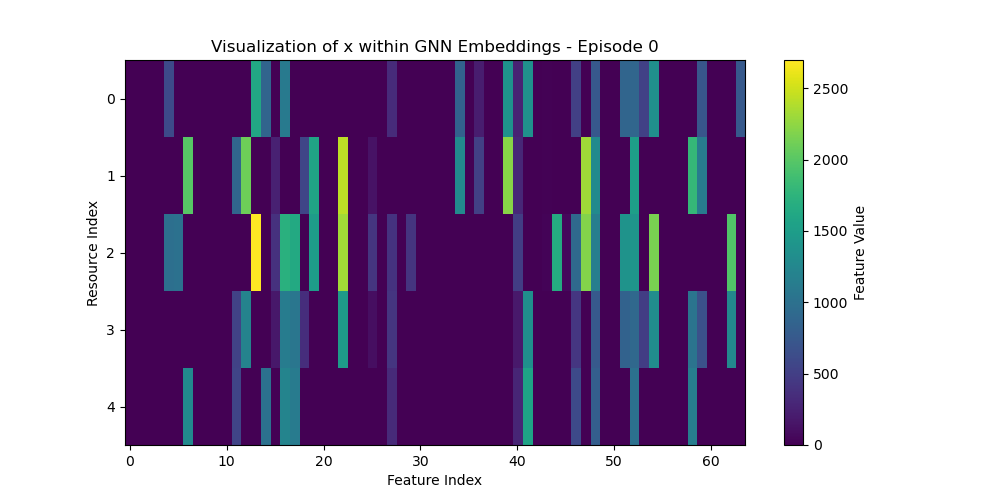 Visualization of x within GNN Embeddings - Episode 0
Resource Index
0
1
2
3
4
0 10 20 30 40 50 60
Feature Index
2500
2000
1500
1000
500
0
Feature Value